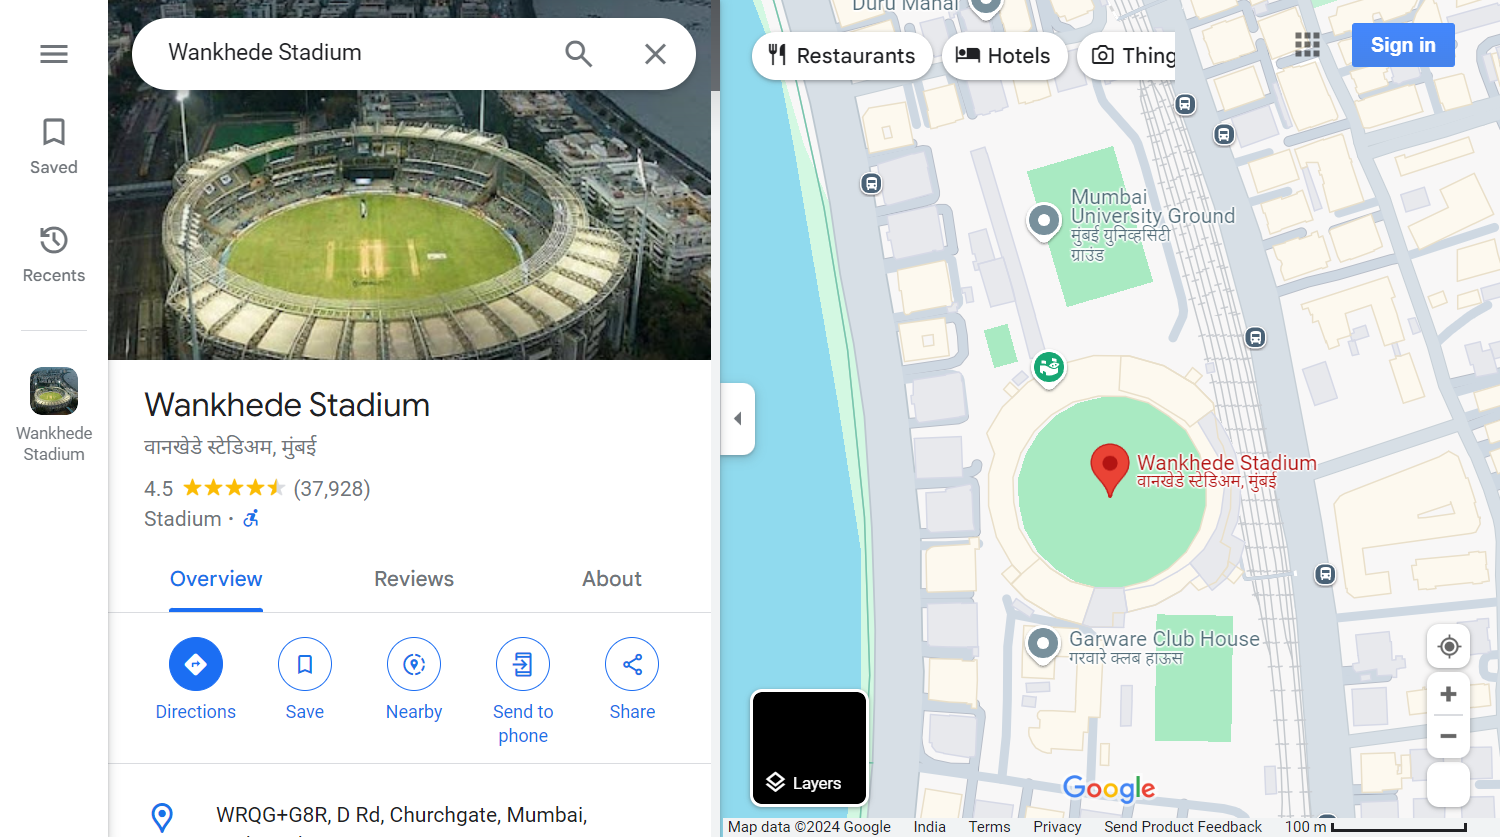 Wankhede Stadium
Saved
Recents
Wankhede
Stadium
Wankhede Stadium
वानखेडे स्टेडिअम, मुंबई
4.5 (37,928)
Stadium ·
Overview Reviews About
Directions Save Nearby Send to phone Share
WRQG+G8R, D Rd, Churchgate, Mumbai,
Restaurants Hotels Thing
Sign in
Duru Mahal
Mumbai
University Ground
मुंबई युनिव्हर्सिटी
ग्राउंड
Wankhede Stadium
वानखेडे स्टेडिअम, मुंबई
Garware Club House
गरवारे क्लब हाऊस
Layers
Google
Map data ©2024 Google India Terms Privacy Send Product Feedback 100 m